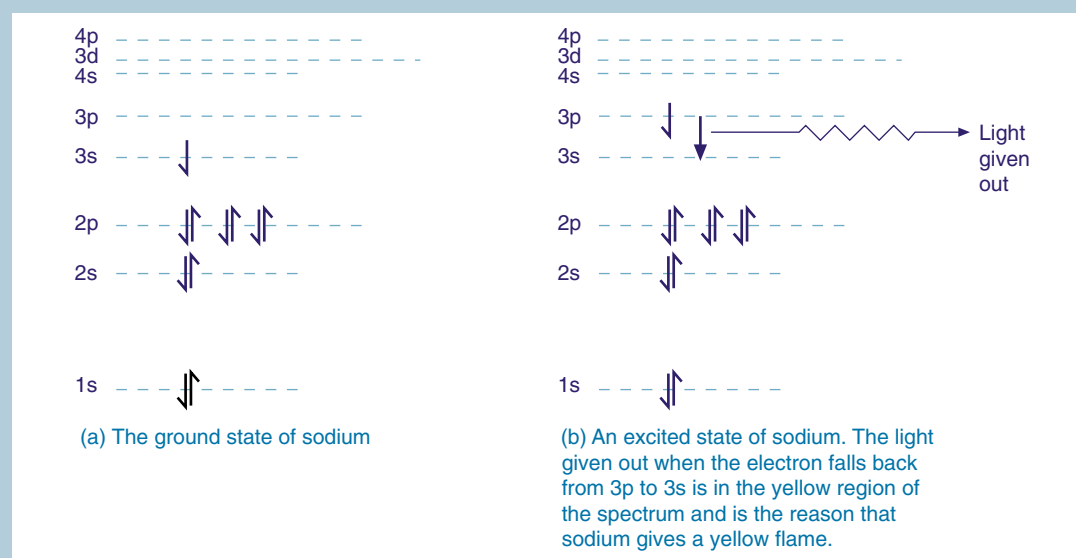 4p
3d
4s
3p
3s
2p
2s
1s
(a) The ground state of sodium
4p
3d
4s
3p
3s
2p
2s
1s
Light
given
out
(b) An excited state of sodium. The light
given out when the electron falls back
from 3p to 3s is in the yellow region of
the spectrum and is the reason that
sodium gives a yellow flame.